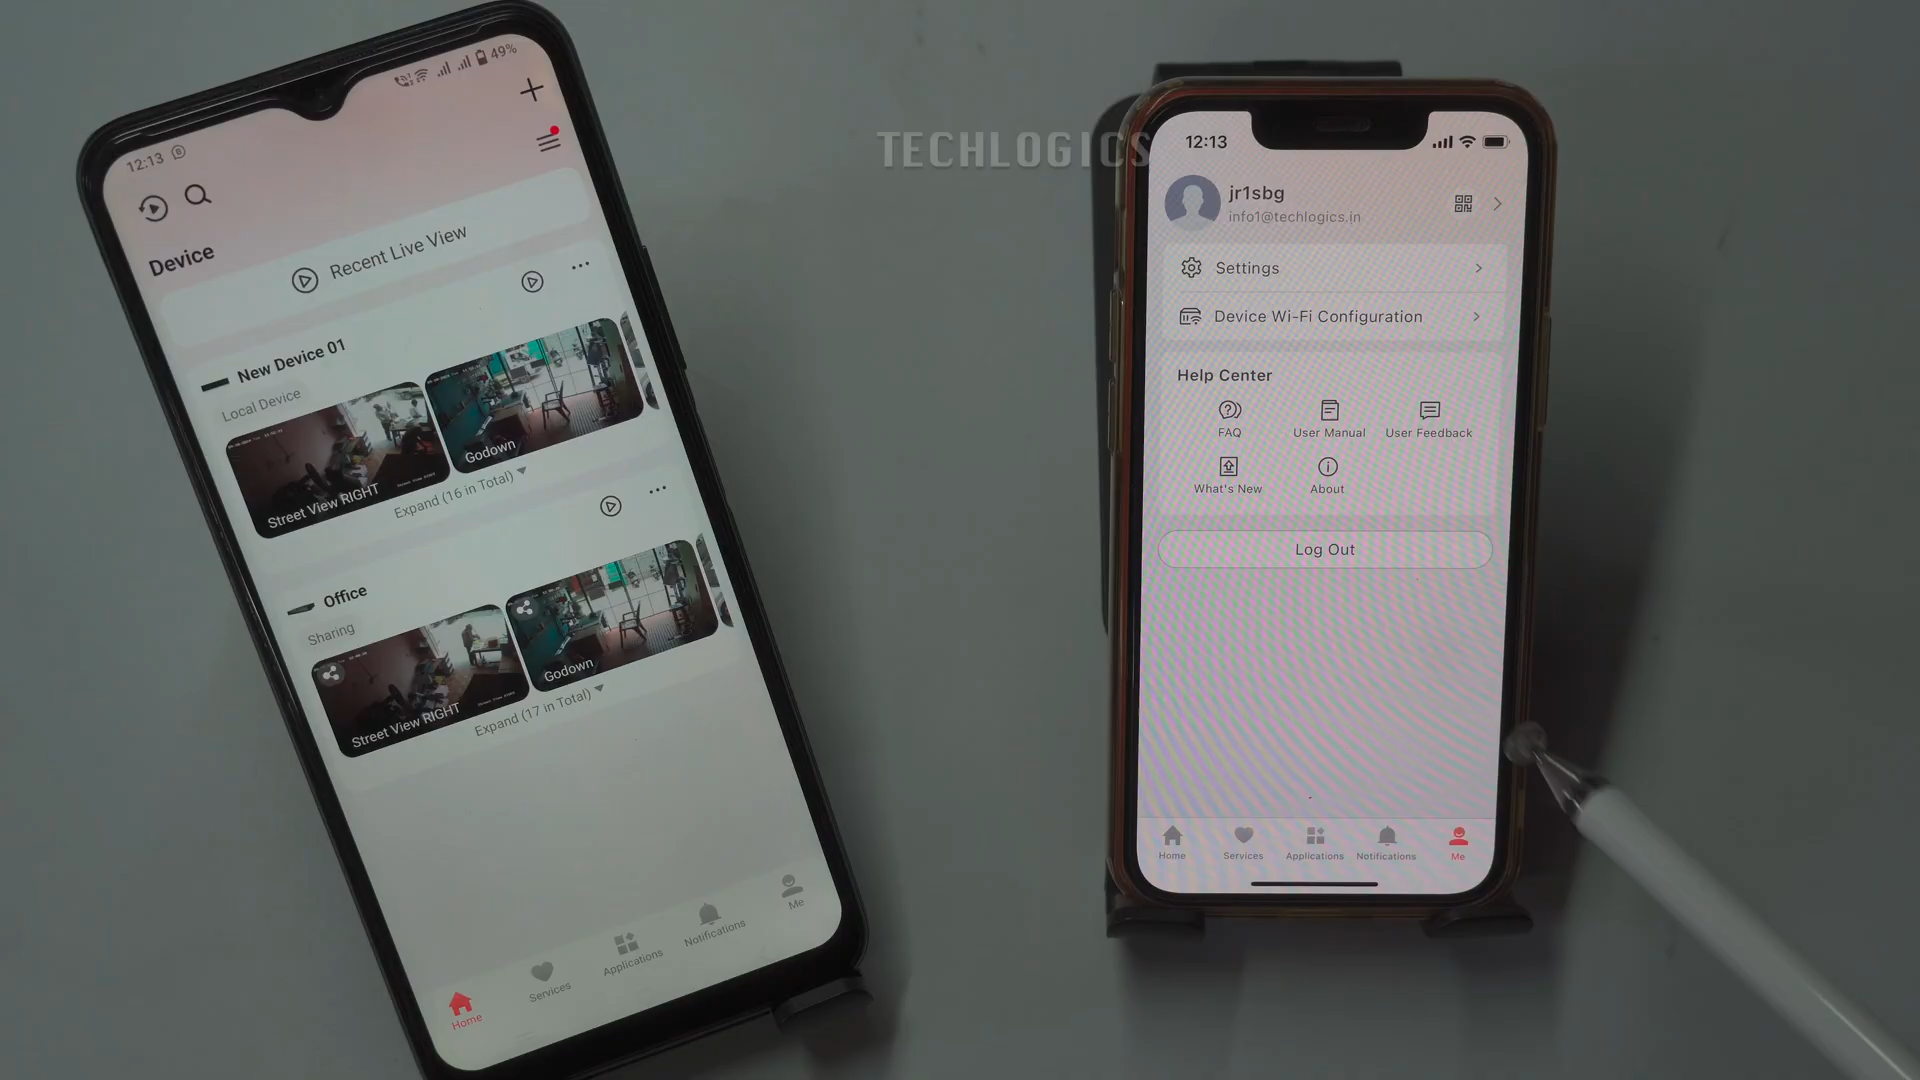 TECHLOGICS
12:13
49%
Device
Recent Live View
New Device 01
Local Device
Street View RIGHT
Godown
Expand (16 in Total)
Office
Sharing
Street View RIGHT
Godown
Expand (17 in Total)
Home
Services
Applications
Notifications
Me
12:13
jr1sbg
info1@techlogics.in
Settings
Device Wi-Fi Configuration
Help Center
FAQ
User Manual
User Feedback
What's New
About
Log Out
Home
Services
Applications
Notifications
Me